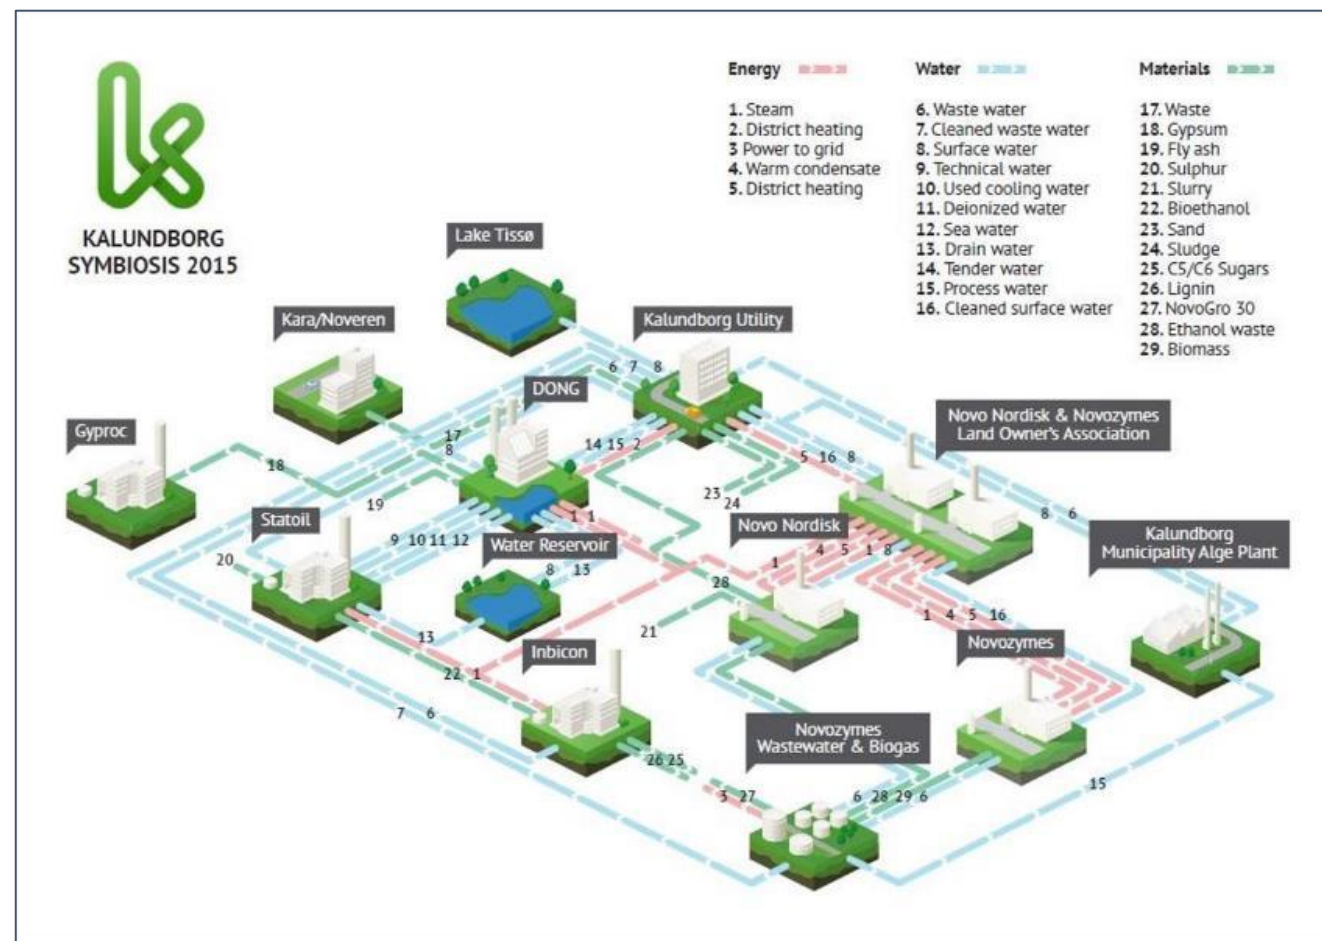 KALUNDBORG
SYMBIOSIS 2015
Energy
1. Steam
2. District heating
3 Power to grid
4. Warm condensate
5. District heating
Water
6. Waste water
7. Cleaned waste water
8. Surface water
9. Technical water
10. Used cooling water
11. Deionized water
12. Sea water
13. Drain water
14. Tender water
15. Process water
16. Cleaned surface water
Materials
17. Waste
18. Gypsum
19. Fly ash
20. Sulphur
21. Slurry
22. Bioethanol
23. Sand
24. Sludge
25. C5/C6 Sugars
26. Lignin
27. NovoGro 30
28. Ethanol waste
29. Biomass
Lake Tissø
Kara/Noveren
Kalundborg Utility
6 7 8
DONG
Gyproc
Novo Nordisk & Novozymes
Land Owner's Association
17
8
14 15 2
18
5 16 8
19
23
24
Statoil
1 1
Novo Nordisk
8 6
9 10 11 12
Water Reservoir
Kalundborg
Municipality Alge Plant
20
8 13
1
4 5 1 8
28
1 4 5 16
21
13
Inbicon
Novozymes
22 1
7 6
Novozymes
Wastewater & Biogas
26 25
3 27
6 28 29 6
15